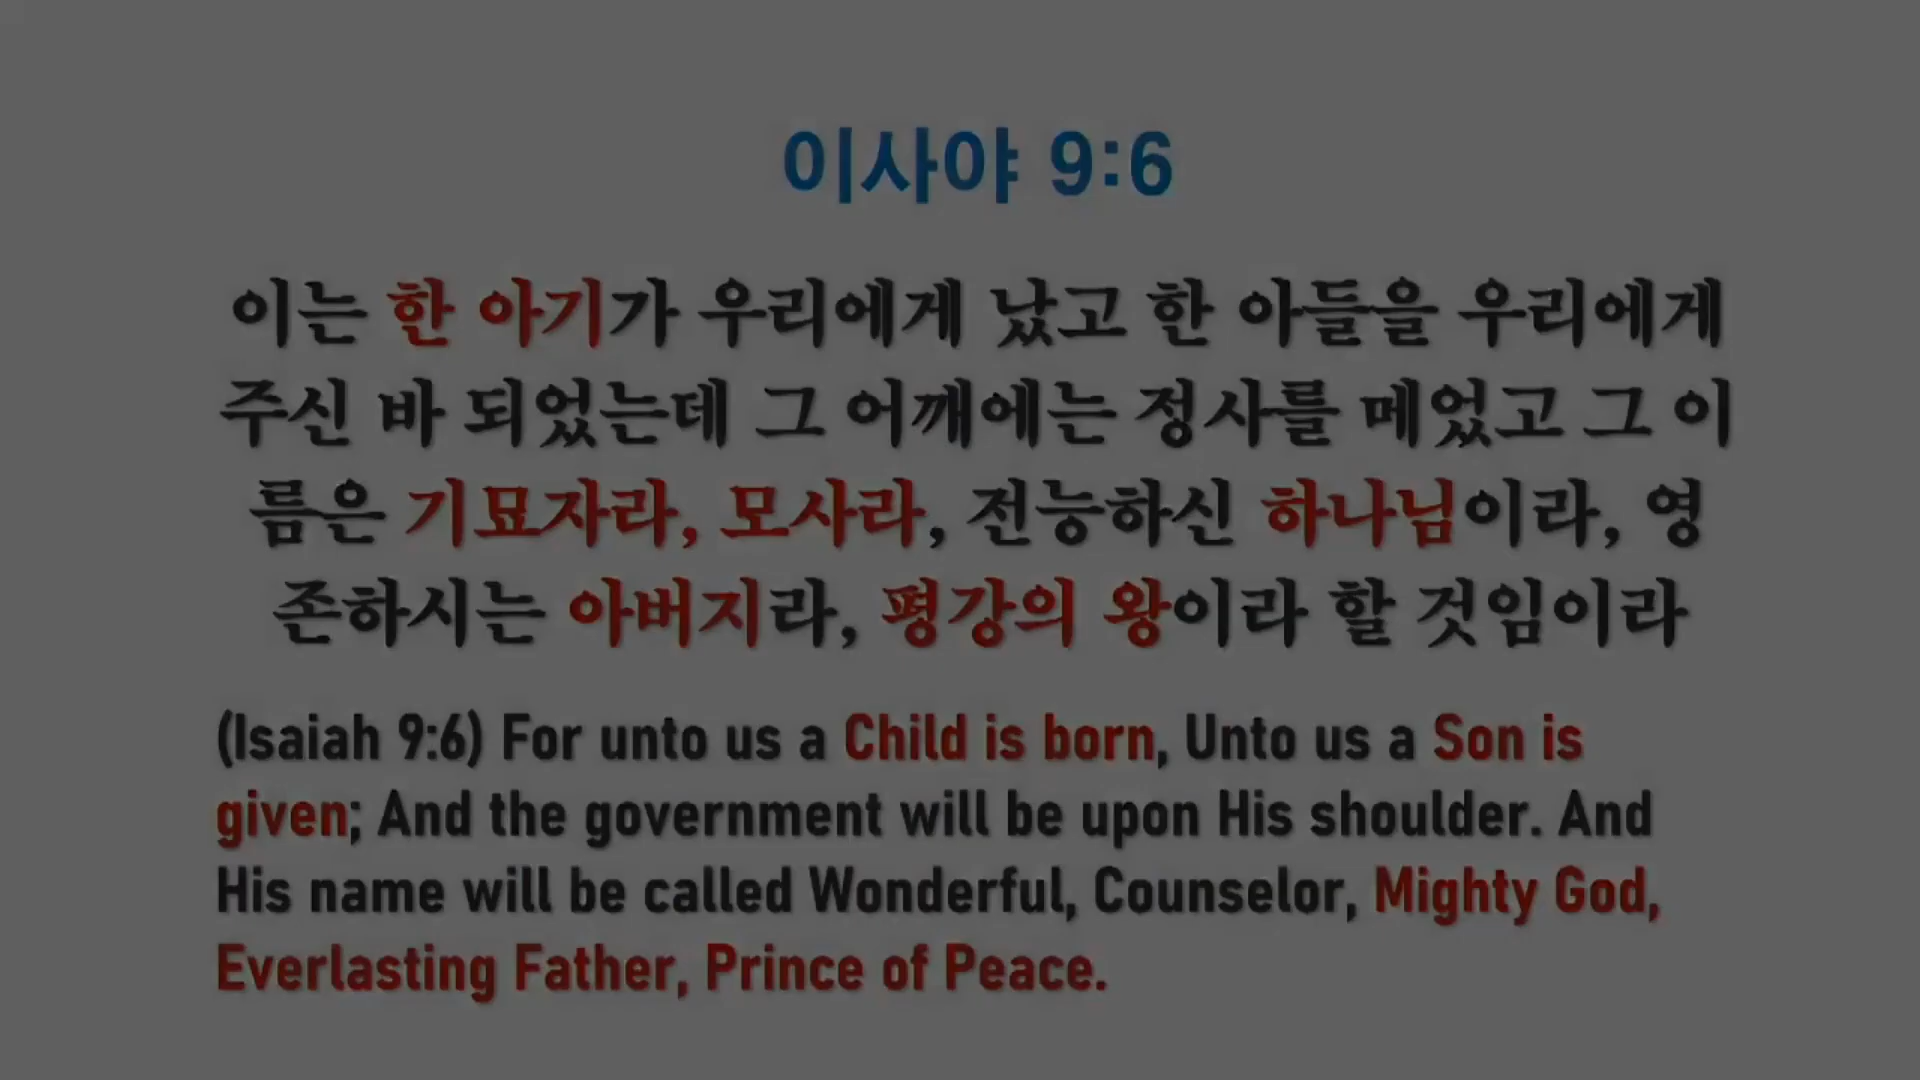 이사야 9:6
이는 한 아기가 우리에게 났고 한 아들을 우리에게
주신 바 되었는데 그 어깨에는 정사를 메었고 그 이
름은 기묘자라, 모사라, 전능하신 하나님이라, 영
존하시는 아버지라, 평강의 왕이라 할 것임이라
(Isaiah 9:6) For unto us a Child is born, Unto us a Son is
given; And the government will be upon His shoulder. And
His name will be called Wonderful, Counselor, Mighty God,
Everlasting Father, Prince of Peace.